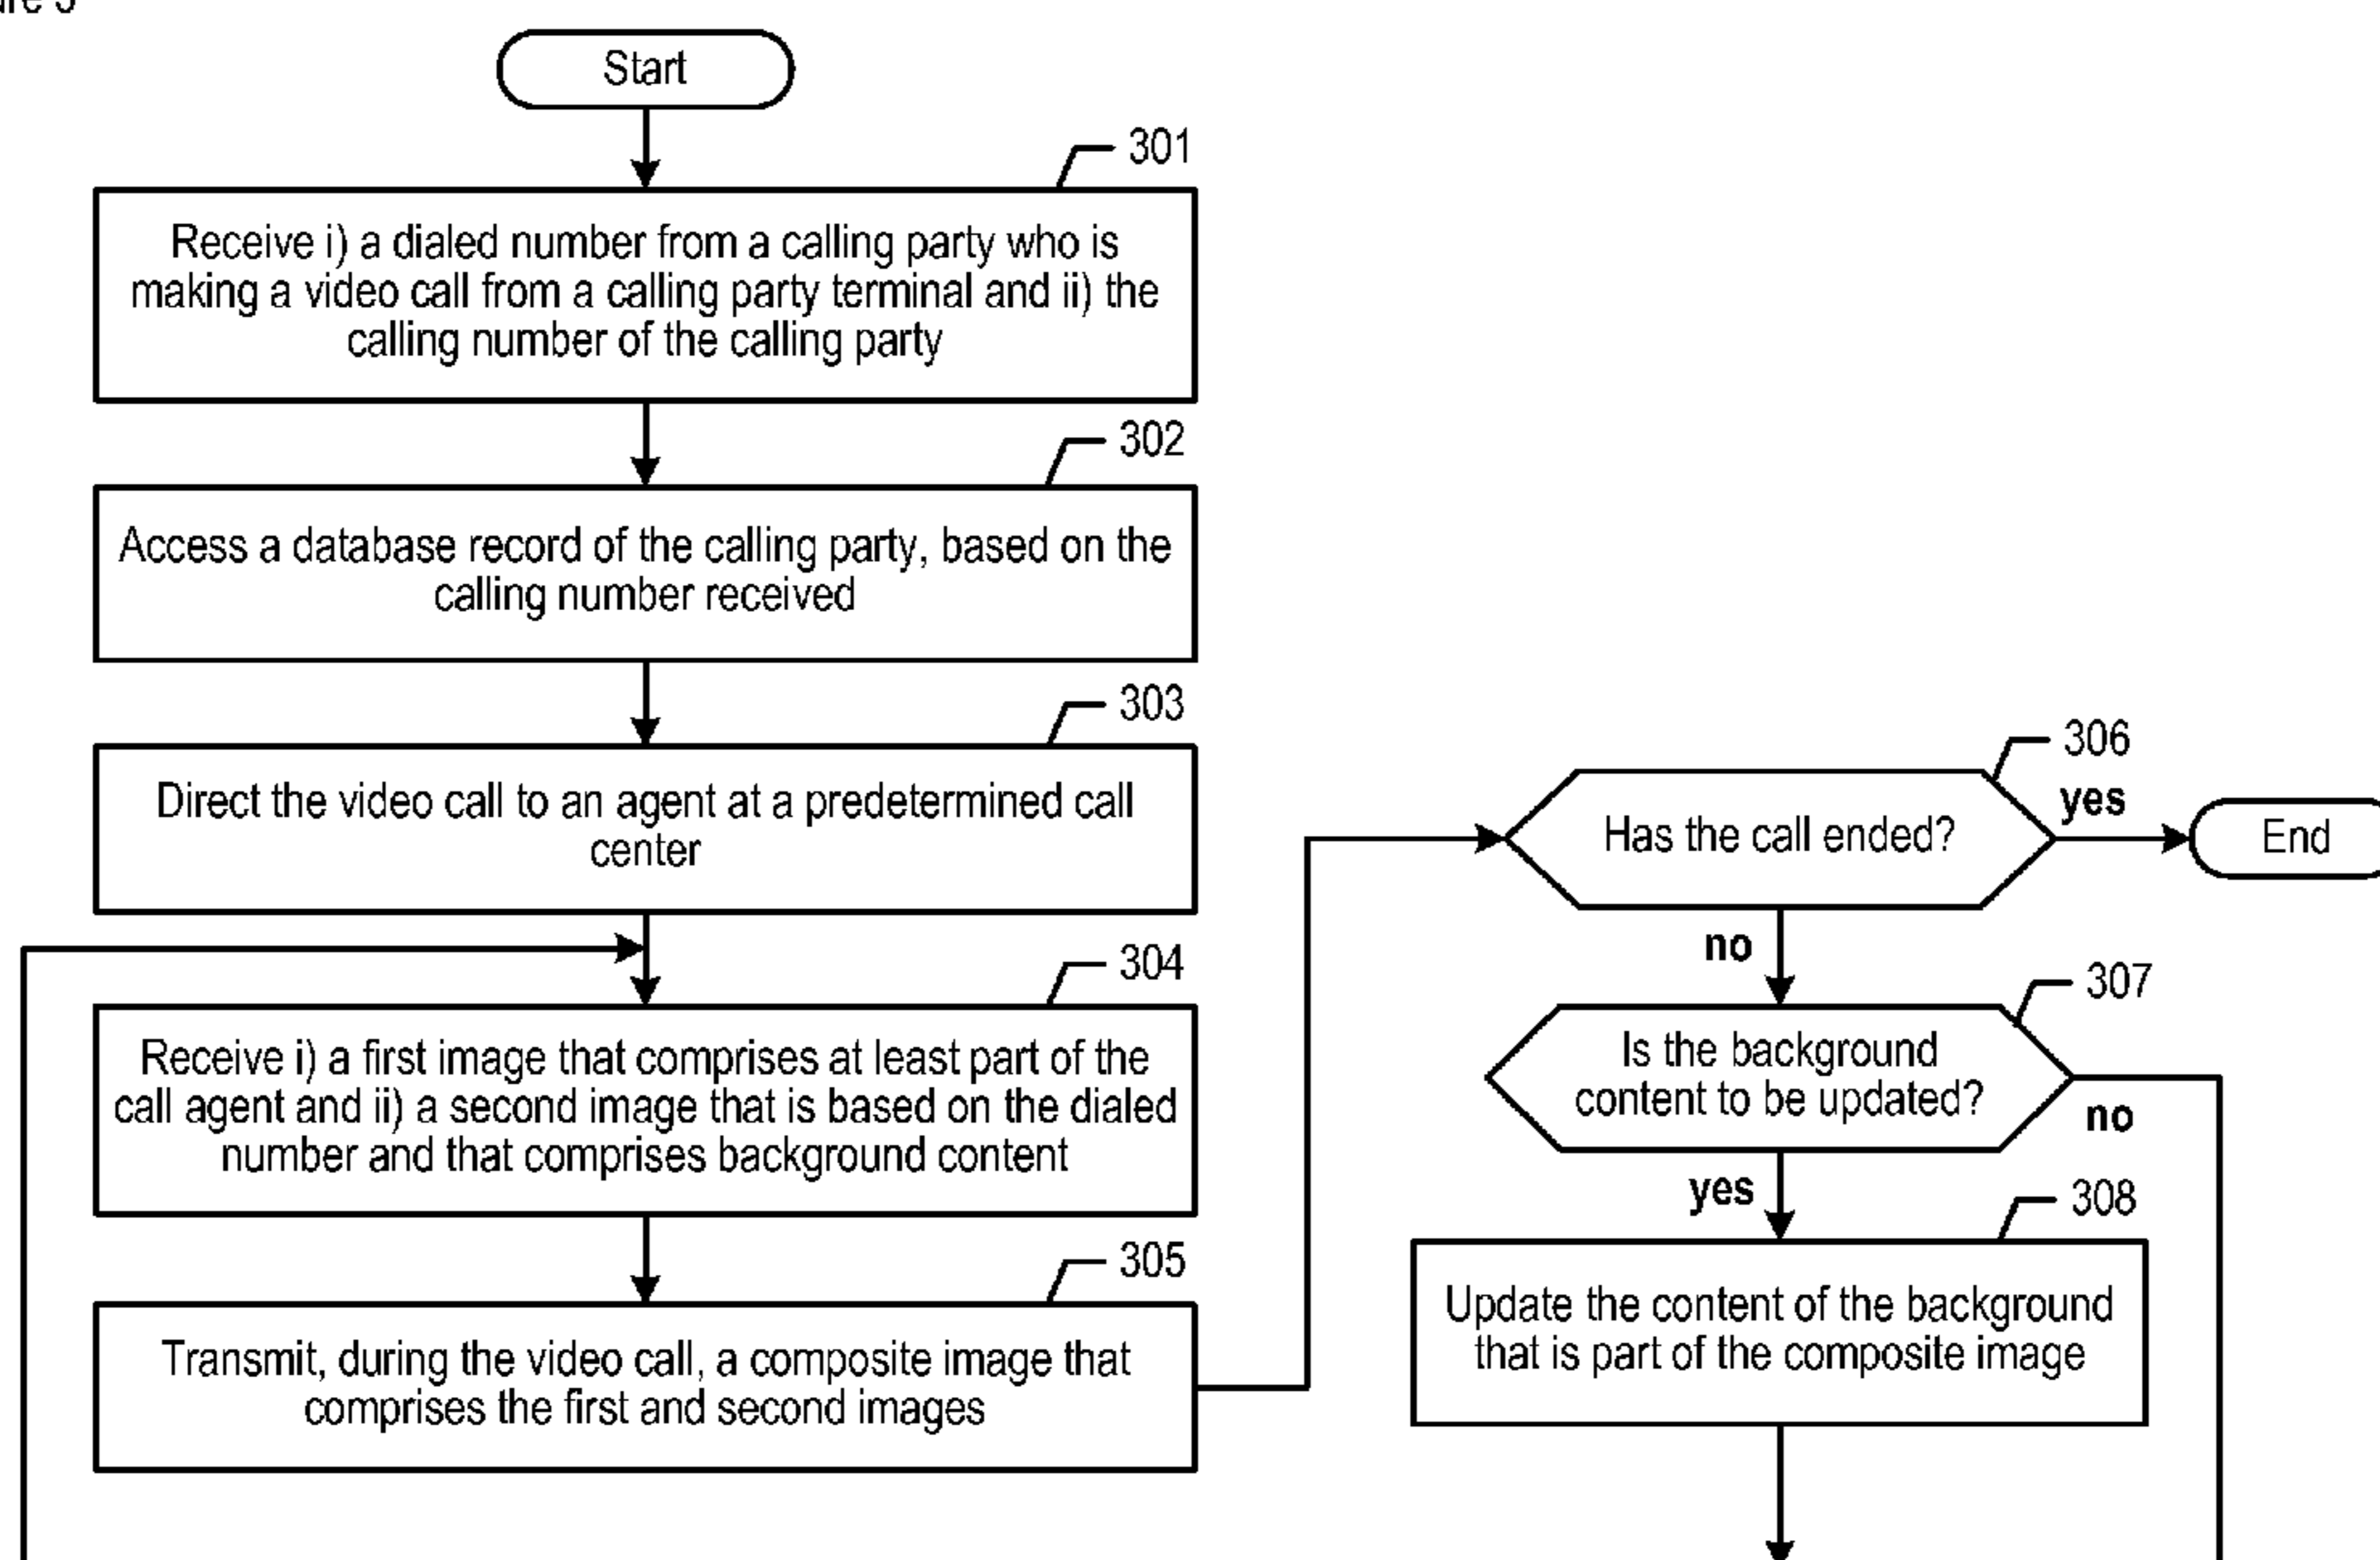 Start
301
Receive i) a dialed number from a calling party who is
making a video call from a calling party terminal and ii) the
calling number of the calling party
302
Access a database record of the calling party, based on the
calling number received
303
Direct the video call to an agent at a predetermined call
center
304
Receive i) a first image that comprises at least part of the
call agent and ii) a second image that is based on the dialed
number and that comprises background content
305
Transmit, during the video call, a composite image that
comprises the first and second images
306
Has the call ended?
yes
End
no
307
Is the background
content to be updated?
no
yes
308
Update the content of the background
that is part of the composite image